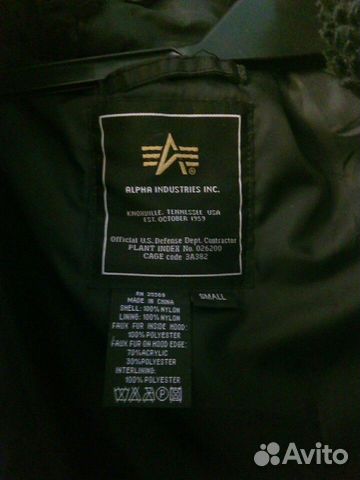 ®
ALPHA INDUSTRIES INC.
KNOXVILLE, TENNESSEE USA
EST. OCTOBER 1959
Official U.S. Defense Dept. Contractor
PLANT INDEX No. 026200
CAGE code 3A382
RN 35569
MADE IN CHINA
SHELL: 100% NYLON
LINING: 100% NYLON
FAUX FUR INSIDE HOOD:
100% POLYESTER
FAUX FUR ON HOOD EDGE:
70% ACRYLIC
30% POLYESTER
INTERLINING:
100% POLYESTER
SMALL
Avito